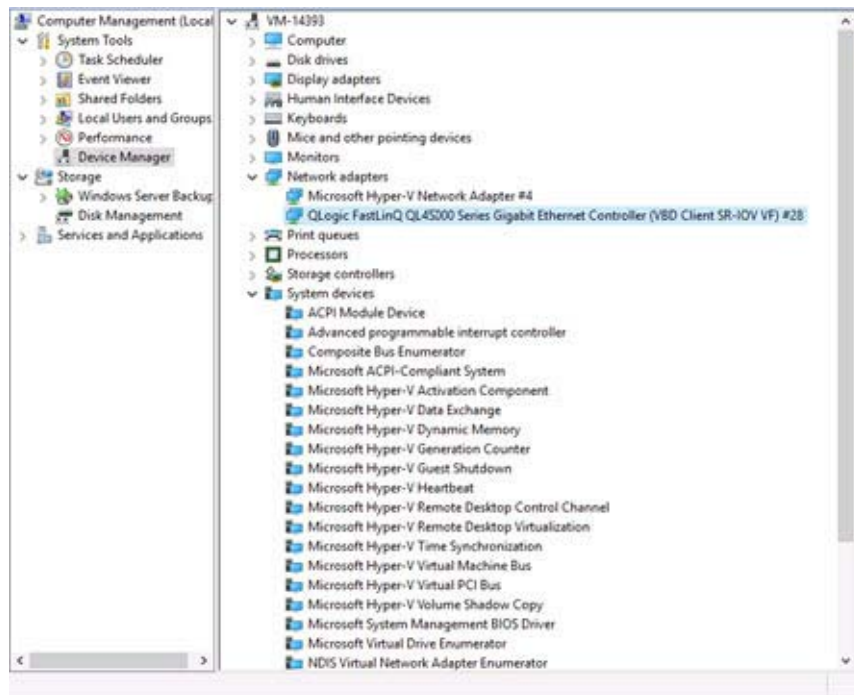 Computer Management (Local
System Tools
Task Scheduler
Event Viewer
Shared Folders
Local Users and Groups
Performance
Device Manager
Storage
Windows Server Backup
Disk Management
Services and Applications
VM-14393
Computer
Disk drives
Display adapters
Human Interface Devices
Keyboards
Mice and other pointing devices
Monitors
Network adapters
Microsoft Hyper-V Network Adapter #4
QLogic FastLinQ QL45000 Series Gigabit Ethernet Controller (VBD Client SR-IOV VF) #28
Print queues
Processors
Storage controllers
System devices
ACPI Module Device
Advanced programmable interrupt controller
Composite Bus Enumerator
Microsoft ACPI-Compliant System
Microsoft Hyper-V Activation Component
Microsoft Hyper-V Data Exchange
Microsoft Hyper-V Dynamic Memory
Microsoft Hyper-V Generation Counter
Microsoft Hyper-V Guest Shutdown
Microsoft Hyper-V Heartbeat
Microsoft Hyper-V Remote Desktop Control Channel
Microsoft Hyper-V Remote Desktop Virtualization
Microsoft Hyper-V Time Synchronization
Microsoft Hyper-V Virtual Machine Bus
Microsoft Hyper-V Virtual PCI Bus
Microsoft Hyper-V Volume Shadow Copy
Microsoft System Management BIOS Driver
Microsoft Virtual Drive Enumerator
NDIS Virtual Network Adapter Enumerator